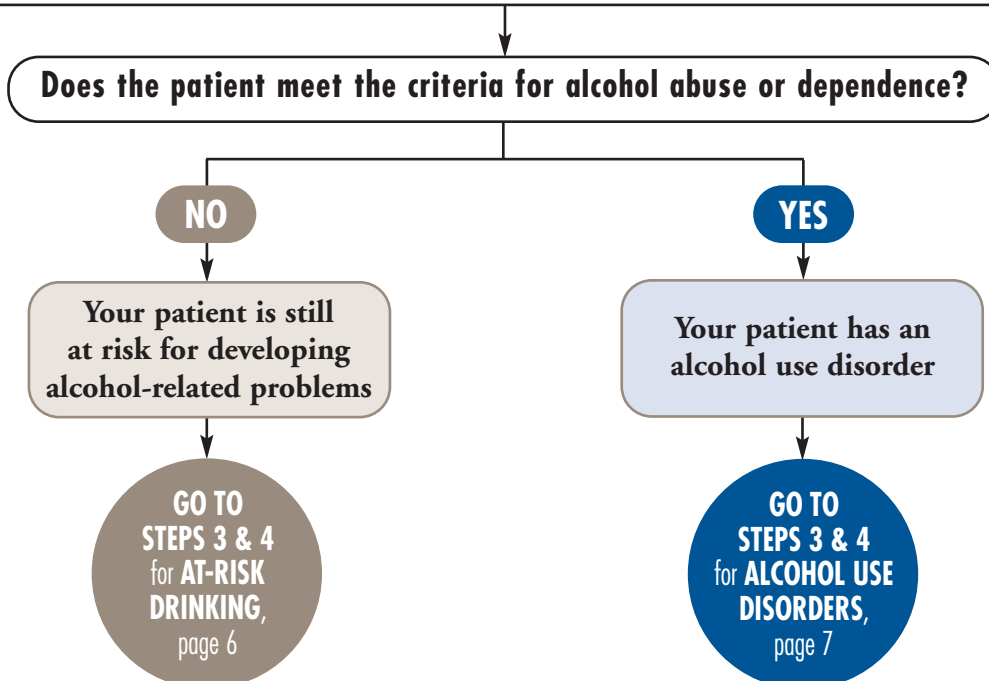 Does the patient meet the criteria for alcohol abuse or dependence?
NO
YES
Your patient is still
at risk for developing
alcohol-related problems
Your patient has an
alcohol use disorder
GO TO
STEPS 3 & 4
for AT-RISK
DRINKING,
page 6
GO TO
STEPS 3 & 4
for ALCOHOL USE
DISORDERS,
page 7